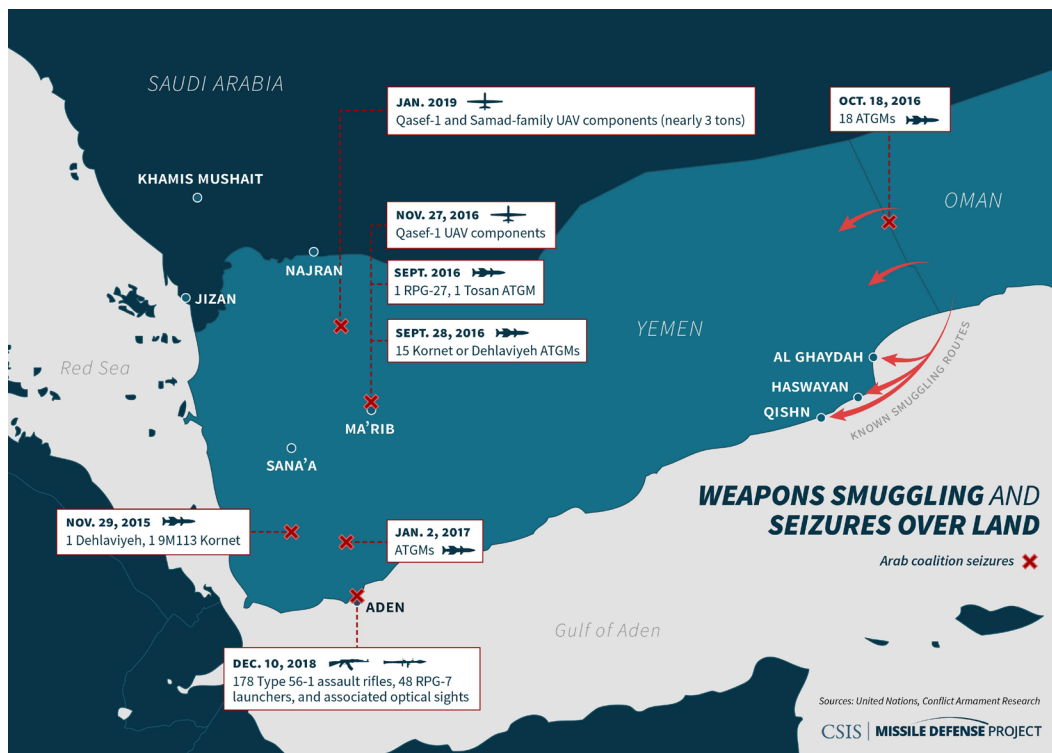 SAUDI ARABIA
JAN. 2019
Qasef-1 and Samad-family UAV components (nearly 3 tons)
OCT. 18, 2016
18 ATGMs
KHAMIS MUSHAIT
OMAN
NOV. 27, 2016
Qasef-1 UAV components
NAJRAN
SEPT. 2016
1 RPG-27, 1 Tosan ATGM
JIZAN
SEPT. 28, 2016
15 Kornet or Dehlaviyeh ATGMs
YEMEN
Red Sea
AL GHAYDAH
HASWAYAN
QISHN
KNOWN SMUGGLING ROUTES
MA'RIB
SANA'A
WEAPONS SMUGGLING AND
SEIZURES OVER LAND
Arab coalition seizures
NOV. 29, 2015
1 Dehlaviyeh, 1 9M113 Kornet
JAN. 2, 2017
ATGMs
ADEN
Gulf of Aden
DEC. 10, 2018
178 Type 56-1 assault rifles, 48 RPG-7
launchers, and associated optical sights
Sources: United Nations, Conflict Armament Research
CSIS | MISSILE DEFENSE PROJECT